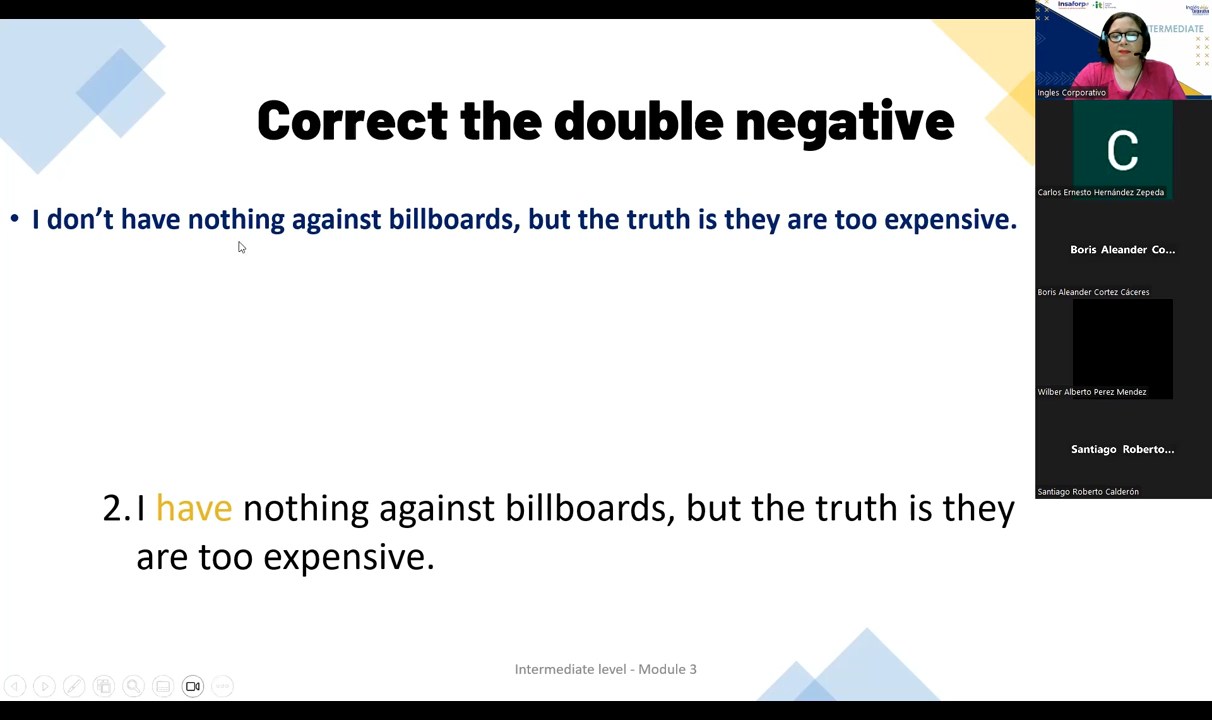 Correct the double negative
• I don't have nothing against billboards, but the truth is they are too expensive.
2. I have nothing against billboards, but the truth is they
are too expensive.
Intermediate level - Module 3
Insaforp
INTERMEDIATE
Ingles Corporativo
C
Carlos Ernesto Hernández Zepeda
Boris Aleander Co...
Boris Aleander Cortez Cáceres
Wilber Alberto Perez Mendez
Santiago Roberto...
Santiago Roberto Calderón